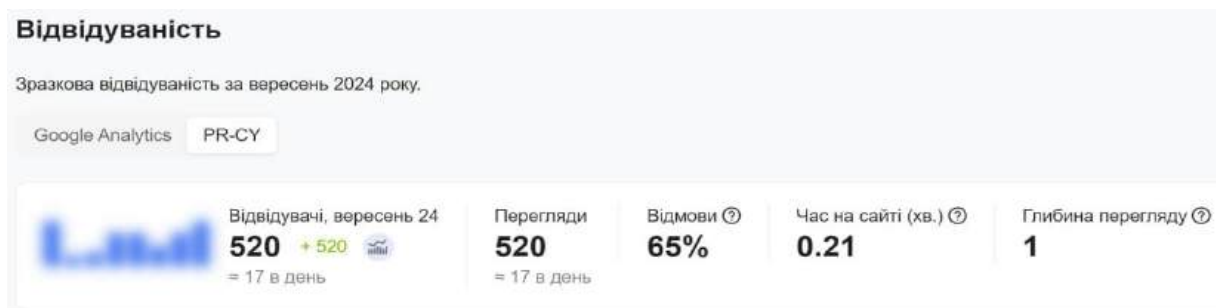 Відвідуваність
Зразкова відвідуваність за вересень 2024 року.
Google Analytics PR-CY
Відвідувачі, вересень 24
520 + 520
= 17 в день
Перегляди
520
= 17 в день
Відмови
65%
Час на сайті (хв.)
0.21
Глибина перегляду
1